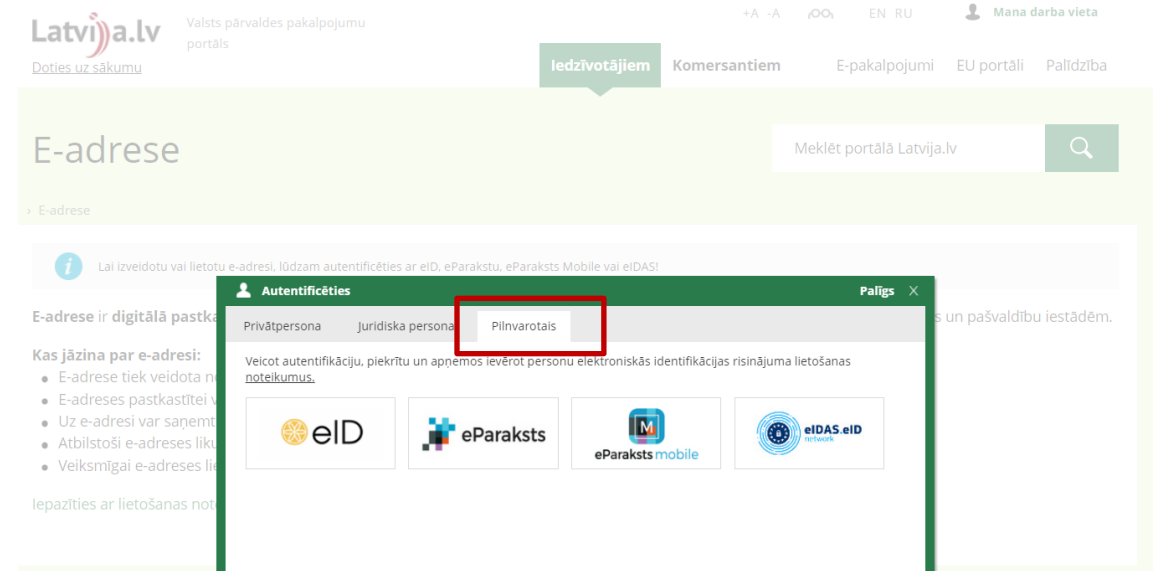 Latvija.lv
Valsts pārvaldes pakalpojumu
portāls
Doties uz sākumu
+A -A
EN RU
Mana darba vieta
Iedzīvotājiem Komersantiem E-pakalpojumi EU portāli Palīdzība
E-adrese
Meklēt portālā Latvija.lv
› E-adrese
i Lai izveidotu vai lietotu e-adresi, lūdzam autentificēties ar eID, eParakstu, eParaksts Mobile vai eIDAS!
E-adrese ir digitālā pastka
s un pašvaldību iestādēm.
Kas jāzina par e-adresi:
• E-adrese tiek veidota
• E-adreses pastkastītei
• Uz e-adresi var saņemt
• Atbilstoši e-adreses liku
• Veiksmīgai e-adreses lie
Iepazīties ar lietošanas not
Autentificēties
Palīgs X
Privātpersona Juridiska persona Pilnvarotais
Veicot autentifikāciju, piekrītu un apņemos ievērot personu elektroniskās identifikācijas risinājuma lietošanas
noteikumus.
eID
eParaksts
M
eParaksts mobile
eIDAS.eID
network